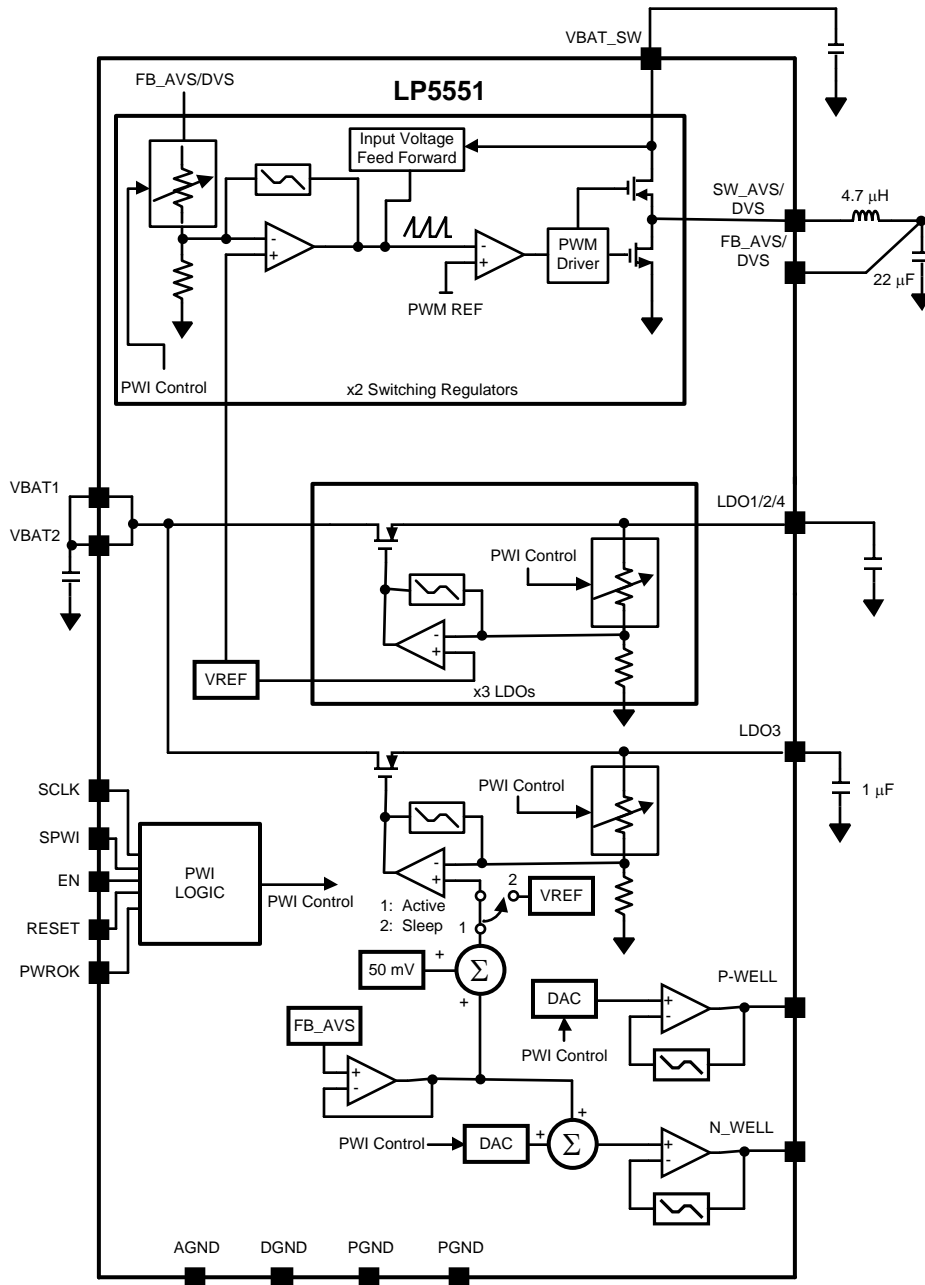 VBAT_SW
FB_AVS/DVS
LP5551
Input Voltage
Feed Forward
SW_AVS/
DVS
4.7 μH
FB_AVS/
DVS
22 μF
-
+
-
+
PWM
Driver
PWM REF
PWI Control
x2 Switching Regulators
VBAT1
VBAT2
LDO1/2/4
PWI Control
-
+
VREF
x3 LDOs
LDO3
1 μF
PWI Control
SCLK
SPWI
EN
RESET
PWROK
PWI
LOGIC
PWI Control
-
+
1: Active
2: Sleep
2
VREF
1
50 mV
+
Σ
+
P-WELL
DAC
+
-
PWI Control
FB_AVS
+
-
+
N_WELL
PWI Control
DAC
+
Σ
+
-
AGND
DGND
PGND
PGND